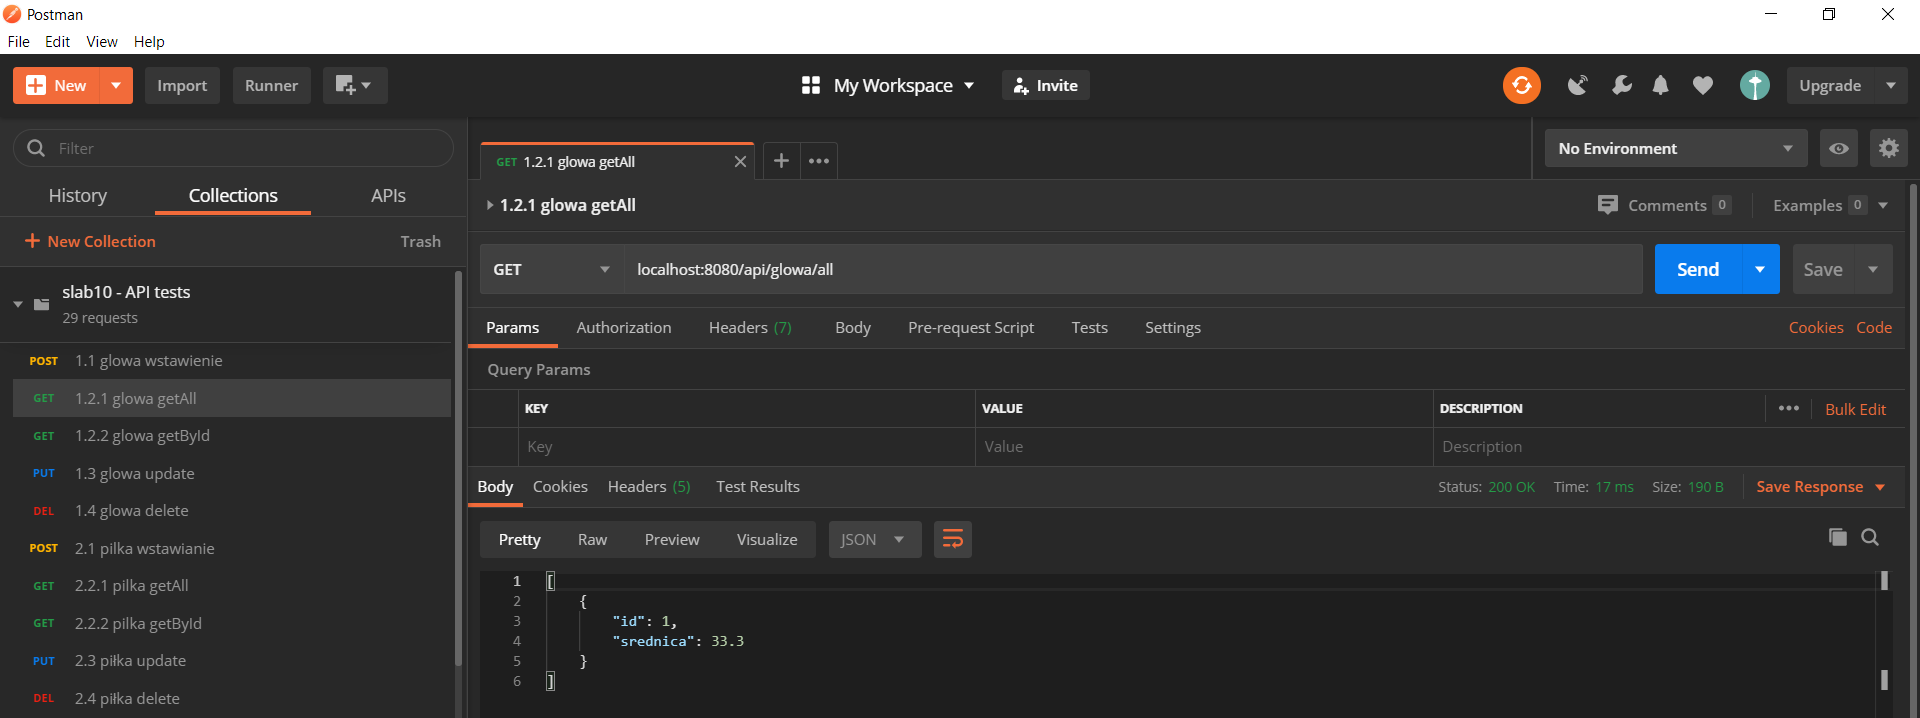 Postman
File Edit View Help
New Import Runner My Workspace Invite Upgrade
Filter
History Collections APIs
New Collection Trash
slab10 - API tests
29 requests
POST 1.1 glowa wstawienie
GET 1.2.1 glowa getAll
GET 1.2.2 glowa getById
PUT 1.3 glowa update
DEL 1.4 glowa delete
POST 2.1 pilka wstawianie
GET 2.2.1 pilka getAll
GET 2.2.2 pilka getById
PUT 2.3 piłka update
DEL 2.4 piłka delete
GET 1.2.1 glowa getAll
No Environment
1.2.1 glowa getAll Comments 0 Examples 0
GET localhost:8080/api/glowa/all Send Save
Params Authorization Headers (7) Body Pre-request Script Tests Settings Cookies Code
Query Params
KEY VALUE DESCRIPTION Bulk Edit
Key Value Description
Body Cookies Headers (5) Test Results Status: 200 OK Time: 17 ms Size: 190 B Save Response
Pretty Raw Preview Visualize JSON
1 [
2 {
3 "id": 1,
4 "srednica": 33.3
5 }
6 ]